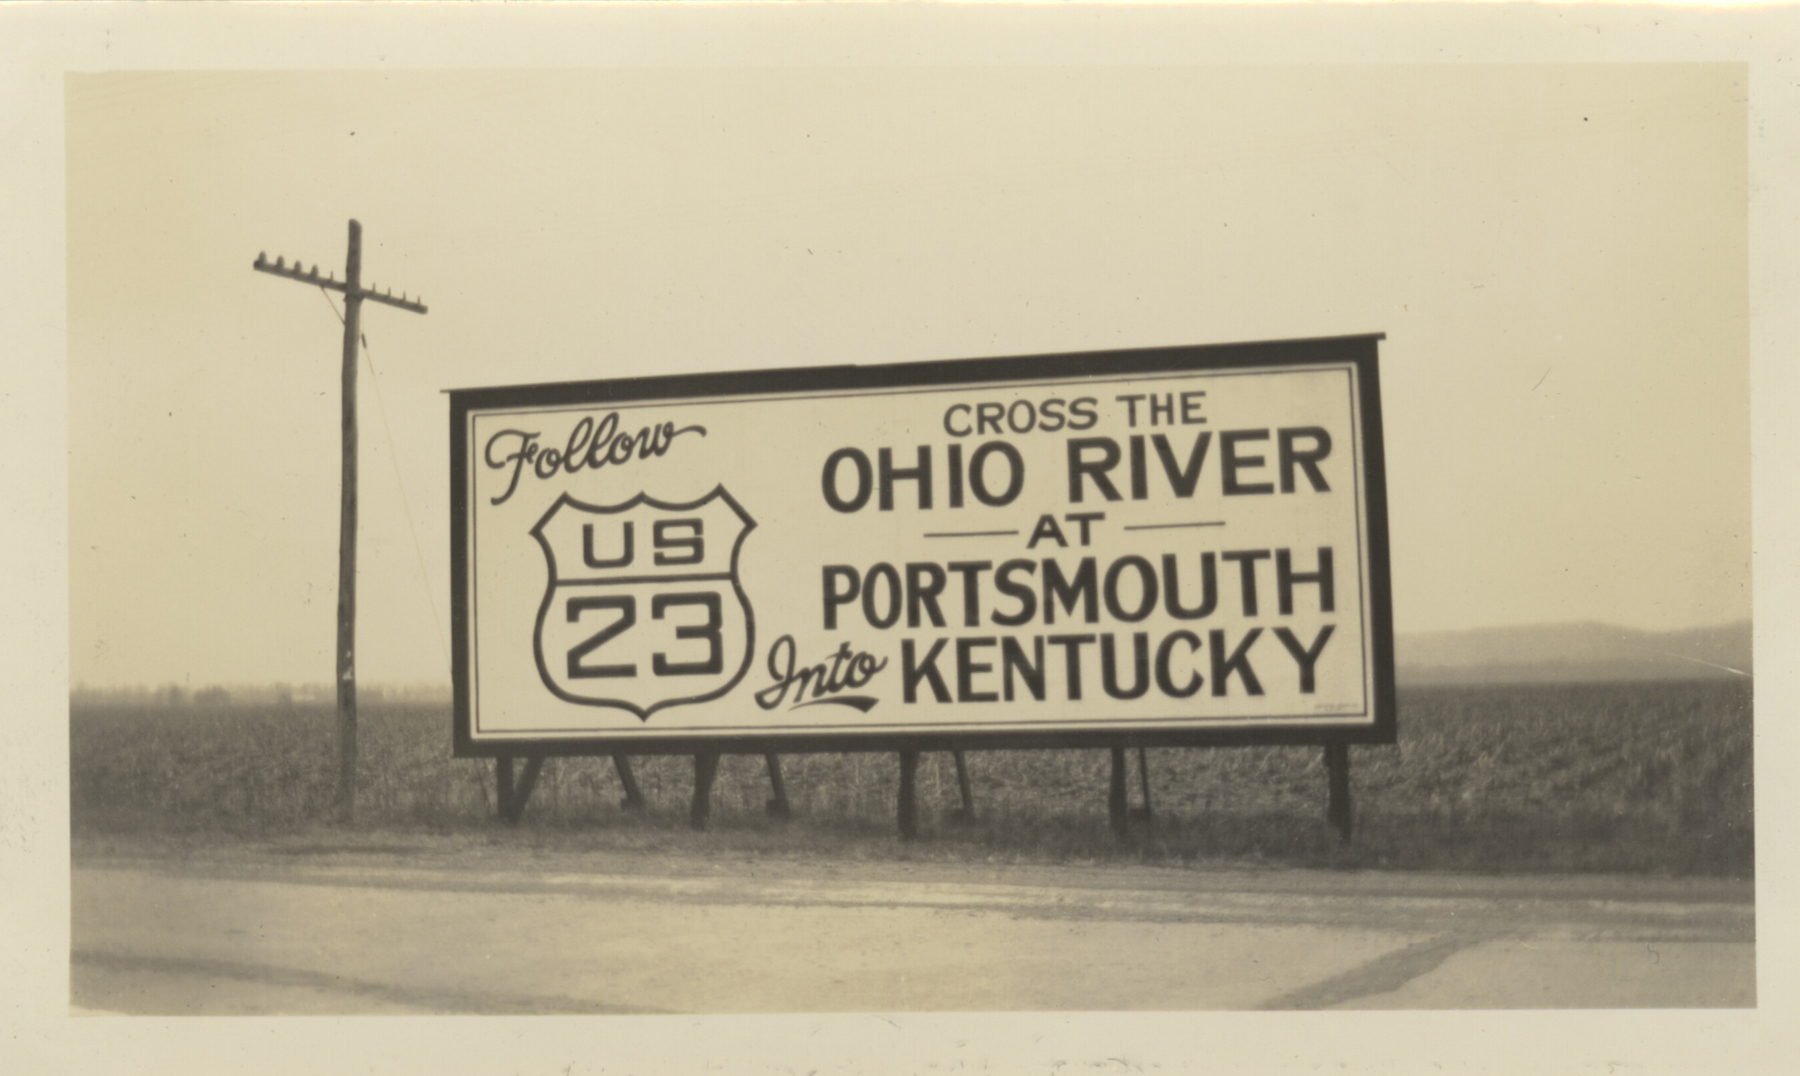 Follow
US
23
CROSS THE
OHIO RIVER
AT
PORTSMOUTH
Into KENTUCKY